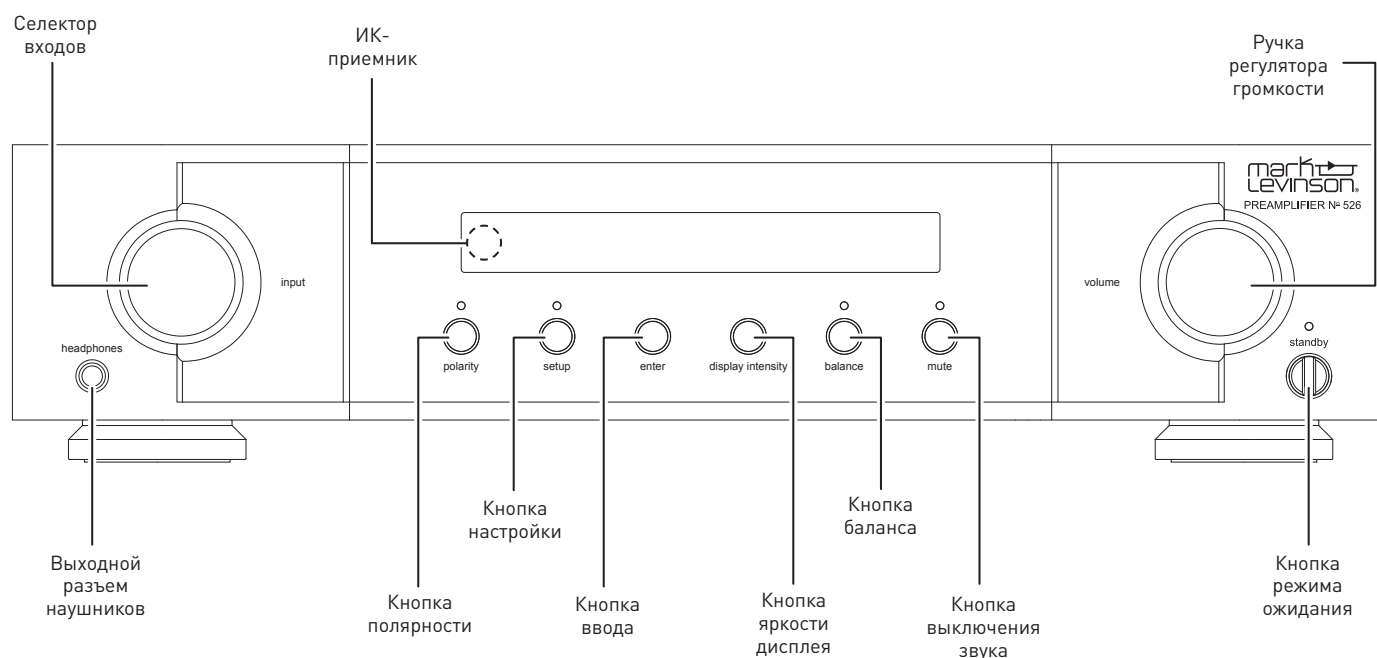 Селектор
входов
ИК-
приемник
Ручка
регулятора
громкости
mark
Levinson®
PREAMPLIFIER № 526
input
volume
headphones
standby
polarity
setup
enter
display intensity
balance
mute
Кнопка
настройки
Кнопка
баланса
Выходной
разъем
наушников
Кнопка
режима
ожидания
Кнопка
полярности
Кнопка
ввода
Кнопка
яркости
дисплея
Кнопка
выключения
звука